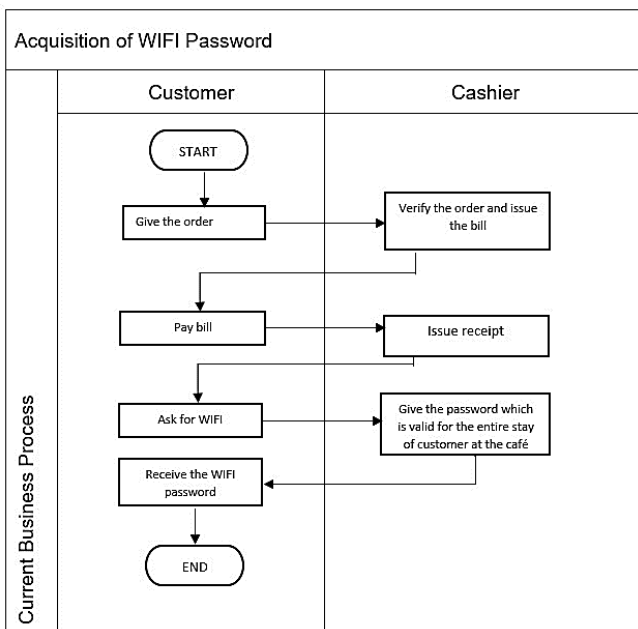 Acquisition of WIFI Password
Current Business Process
Customer
Cashier
START
Give the order
Verify the order and issue
the bill
Pay bill
Issue receipt
Ask for WIFI
Give the password which
is valid for the entire stay
of customer at the café
Receive the WIFI
password
END